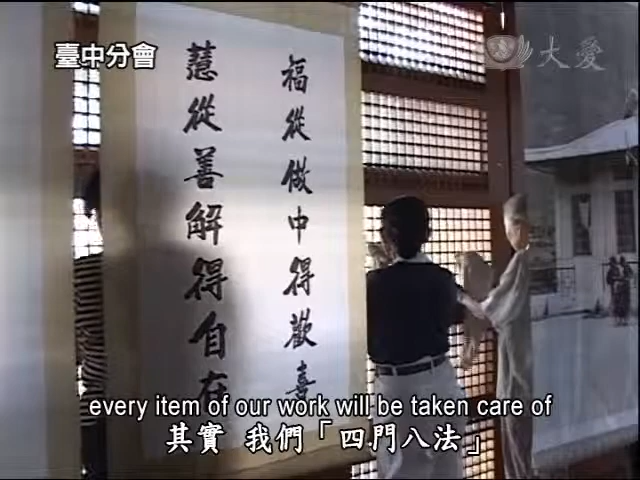 臺中分會
大愛
福從做中得歡喜
慧從善解得自在
every item of our work will be taken care of
其實 我們「四門八法」